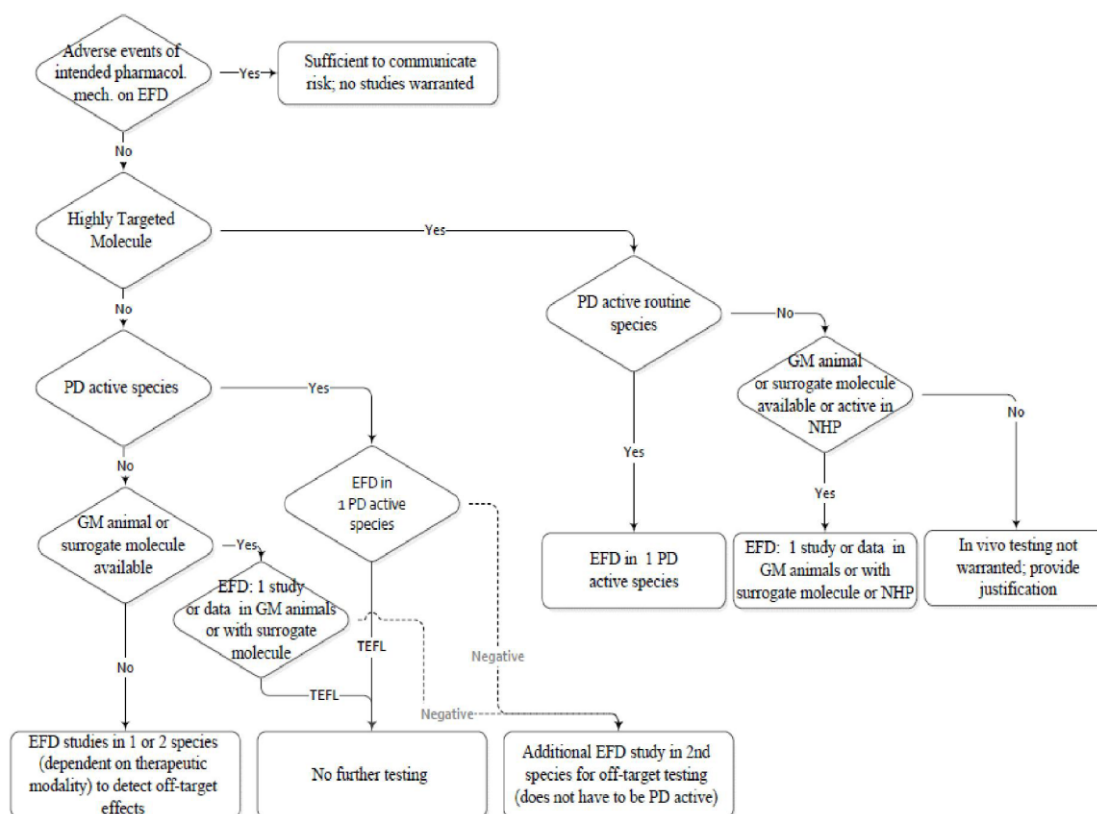 Adverse events of
intended pharmacol.
mech. on EFD
Yes
Sufficient to communicate
risk; no studies warranted
No
Highly Targeted
Molecule
Yes
PD active routine
species
No
No
GM animal
or surrogate molecule
available or active in
NHP
PD active species
Yes
No
Yes
No
EFD in
1 PD active
species
GM animal or
surrogate molecule
available
Yes
Yes
EFD in 1 PD
active species
EFD: 1 study or data in
GM animals or with
surrogate molecule or NHP
In vivo testing not
warranted; provide
justification
EFD: 1 study
or data in GM animals
or with surrogate
molecule
TEFL
Negative
No
TEFL
Negative
EFD studies in 1 or 2 species
(dependent on therapeutic
modality) to detect off-target
effects
No further testing
Additional EFD study in 2nd
species for off-target testing
(does not have to be PD active)